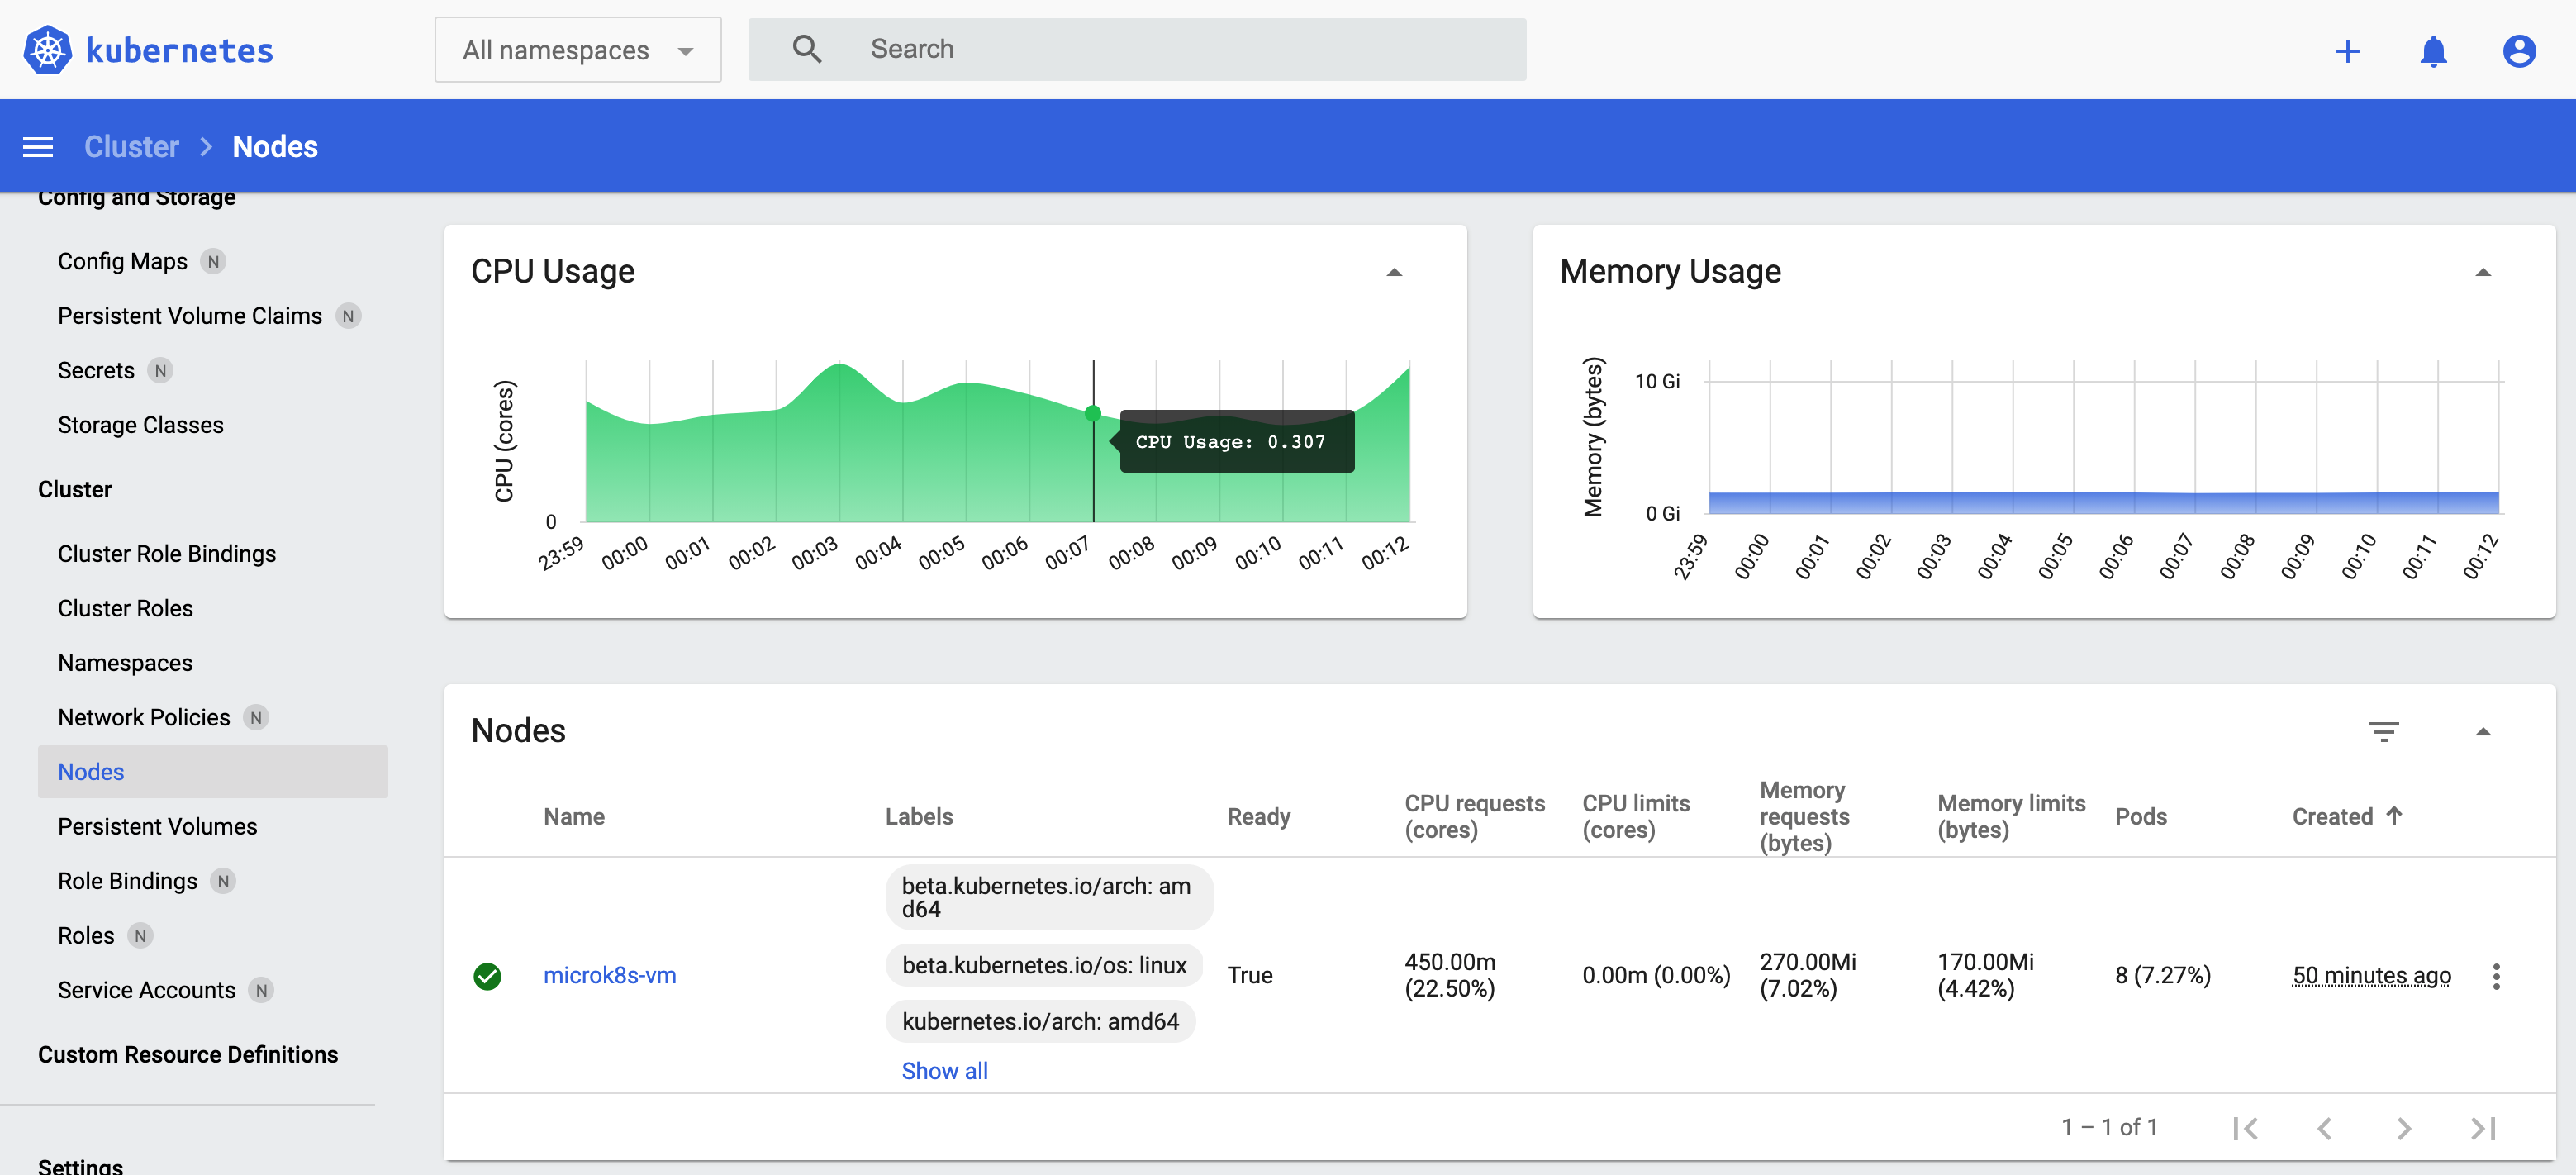 kubernetes
All namespaces
Search
Cluster
Nodes
Config and Storage
Config Maps N
Persistent Volume Claims N
Secrets N
Storage Classes
Cluster
Cluster Role Bindings
Cluster Roles
Namespaces
Network Policies N
Nodes
Persistent Volumes
Role Bindings N
Roles N
Service Accounts N
Custom Resource Definitions
Settings
CPU Usage
CPU (cores)
0
CPU Usage: 0.307
23:59 00:00 00:01 00:02 00:03 00:04 00:05 00:06 00:07 00:08 00:09 00:10 00:11 00:12
Memory Usage
Memory (bytes)
10 Gi
0 Gi
23:59 00:00 00:01 00:02 00:03 00:04 00:05 00:06 00:07 00:08 00:09 00:10 00:11 00:12
Nodes
Name
Labels
Ready
CPU requests
(cores)
CPU limits
(cores)
Memory
requests
(bytes)
Memory limits
(bytes)
Pods
Created
microk8s-vm
beta.kubernetes.io/arch: am
d64
beta.kubernetes.io/os: linux
kubernetes.io/arch: amd64
Show all
True
450.00m
(22.50%)
0.00m (0.00%)
270.00Mi
(7.02%)
170.00Mi
(4.42%)
8 (7.27%)
50 minutes ago
1 – 1 of 1